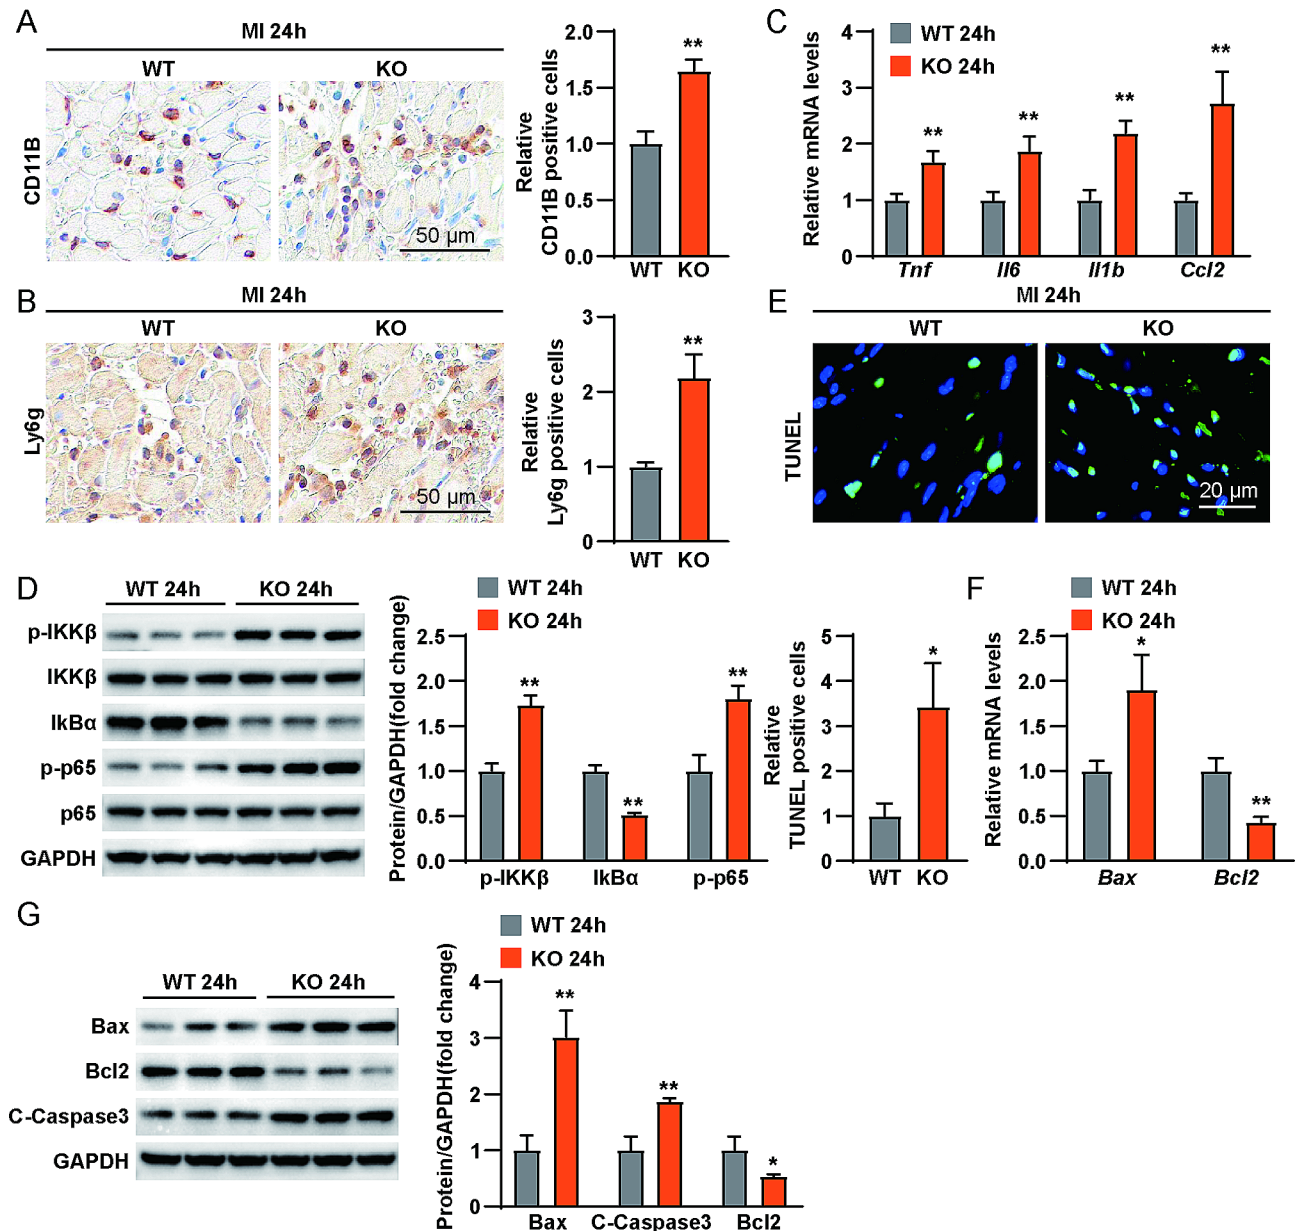 A
MI 24h
WT KO
CD11B
50 µm
Relative
CD11B positive cells
2.0
1.5
1.0
0.5
0.0
**
WT KO
C
WT 24h
KO 24h
Relative mRNA levels
4
3
2
1
0
** ** ** **
Tnf Il6 Il1b Ccl2
B
MI 24h
WT KO
Ly6g
50 µm
Relative
Ly6g positive cells
3
2
1
0
**
WT KO
E
MI 24h
WT KO
TUNEL
20 µm
Relative
TUNEL positive cells
5
4
3
2
1
0
*
WT KO
D
WT 24h KO 24h
p-IKKβ
IKKβ
IkBα
p-p65
p65
GAPDH
WT 24h
KO 24h
Protein/GAPDH(fold change)
2.5
2.0
1.5
1.0
0.5
0.0
** ** **
p-IKKβ IkBα p-p65
F
WT 24h
KO 24h
Relative mRNA levels
2.5
2.0
1.5
1.0
0.5
0.0
* **
Bax Bcl2
G
WT 24h KO 24h
Bax
Bcl2
C-Caspase3
GAPDH
WT 24h
KO 24h
Protein/GAPDH(fold change)
4
3
2
1
0
** ** *
Bax C-Caspase3 Bcl2